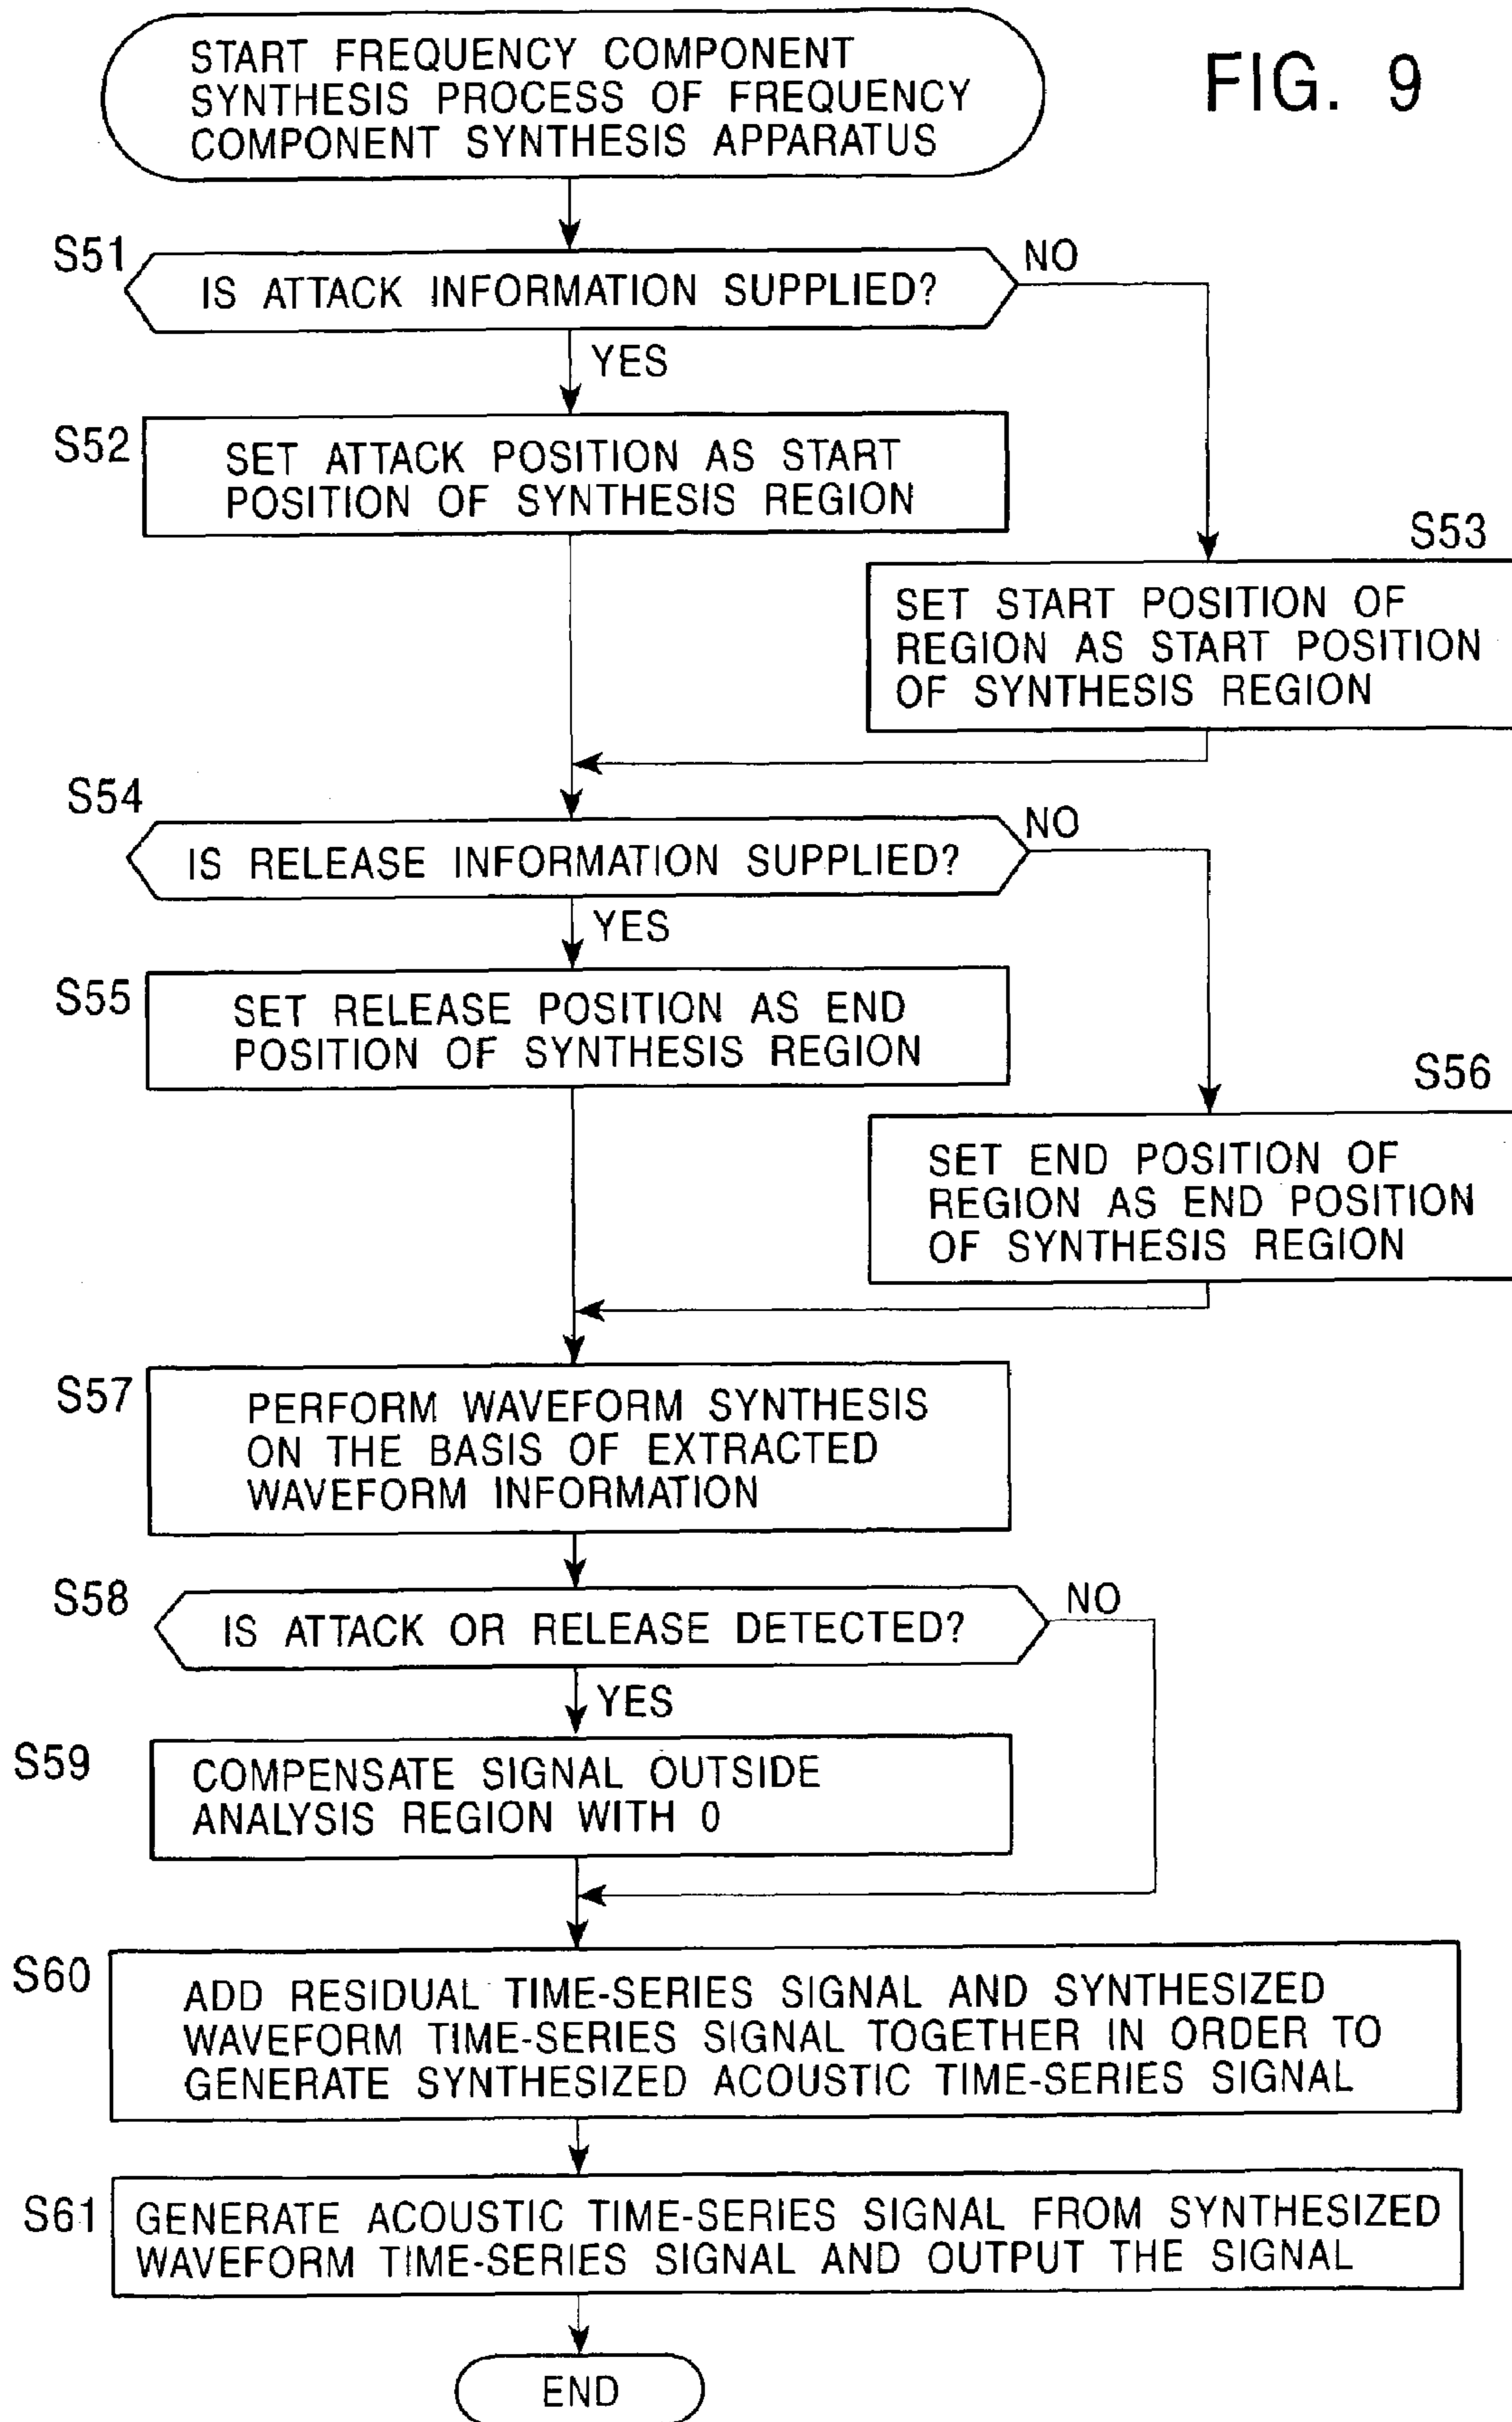 START FREQUENCY COMPONENT
SYNTHESIS PROCESS OF FREQUENCY
COMPONENT SYNTHESIS APPARATUS
FIG. 9
S51
IS ATTACK INFORMATION SUPPLIED?
NO
YES
S52
SET ATTACK POSITION AS START
POSITION OF SYNTHESIS REGION
S53
SET START POSITION OF
REGION AS START POSITION
OF SYNTHESIS REGION
S54
IS RELEASE INFORMATION SUPPLIED?
NO
YES
S55
SET RELEASE POSITION AS END
POSITION OF SYNTHESIS REGION
S56
SET END POSITION OF
REGION AS END POSITION
OF SYNTHESIS REGION
S57
PERFORM WAVEFORM SYNTHESIS
ON THE BASIS OF EXTRACTED
WAVEFORM INFORMATION
S58
IS ATTACK OR RELEASE DETECTED?
NO
YES
S59
COMPENSATE SIGNAL OUTSIDE
ANALYSIS REGION WITH 0
S60
ADD RESIDUAL TIME-SERIES SIGNAL AND SYNTHESIZED
WAVEFORM TIME-SERIES SIGNAL TOGETHER IN ORDER TO
GENERATE SYNTHESIZED ACOUSTIC TIME-SERIES SIGNAL
S61
GENERATE ACOUSTIC TIME-SERIES SIGNAL FROM SYNTHESIZED
WAVEFORM TIME-SERIES SIGNAL AND OUTPUT THE SIGNAL
END